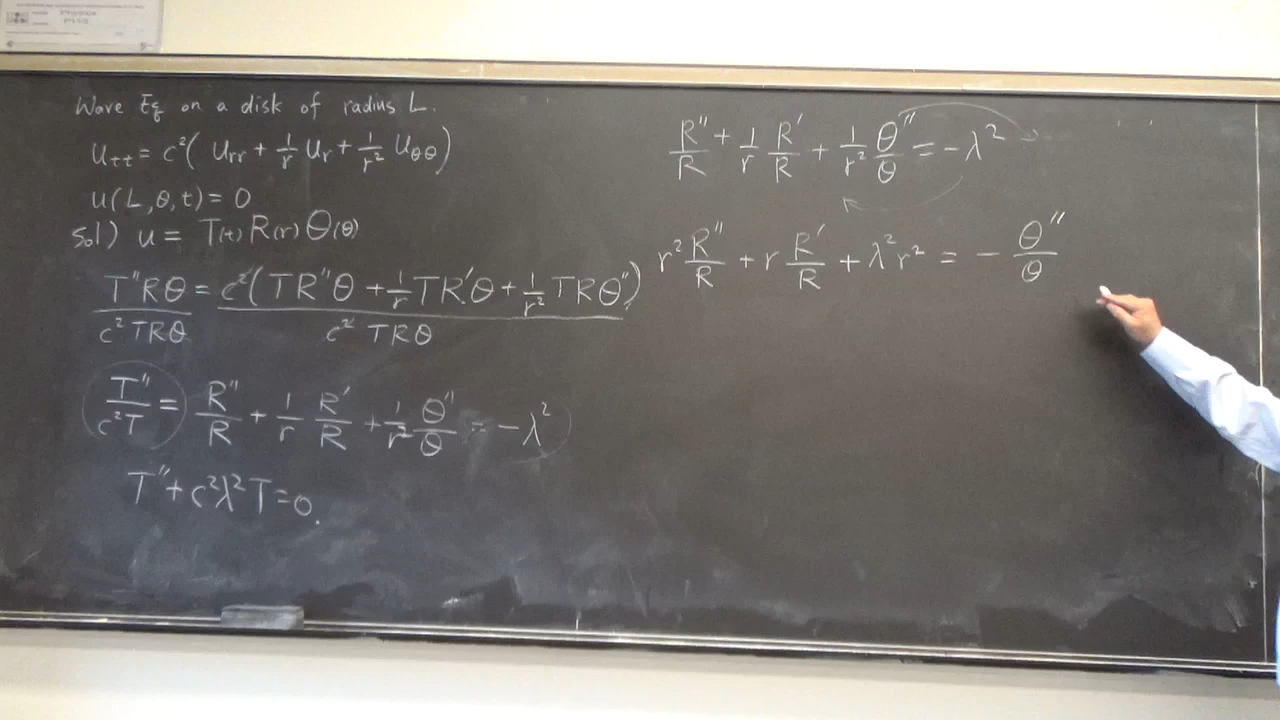 Wave Eq on a disk of radius L.
u_tt = c²( u_rr + 1/r u_r + 1/r² u_θθ )
u(L, θ, t) = 0
sol) u = T(t) R(r) Θ(θ)
T''RΘ / c²TRΘ = c²( TR''Θ + 1/r TR'Θ + 1/r² TRΘ'' ) / c²TRΘ
T''/c²T = R''/R + 1/r R'/R + 1/r² Θ''/Θ = -λ²
T'' + c²λ²T = 0.
R''/R + 1/r R'/R + 1/r² Θ''/Θ = -λ²
r² R''/R + r R'/R + λ²r² = - Θ''/Θ